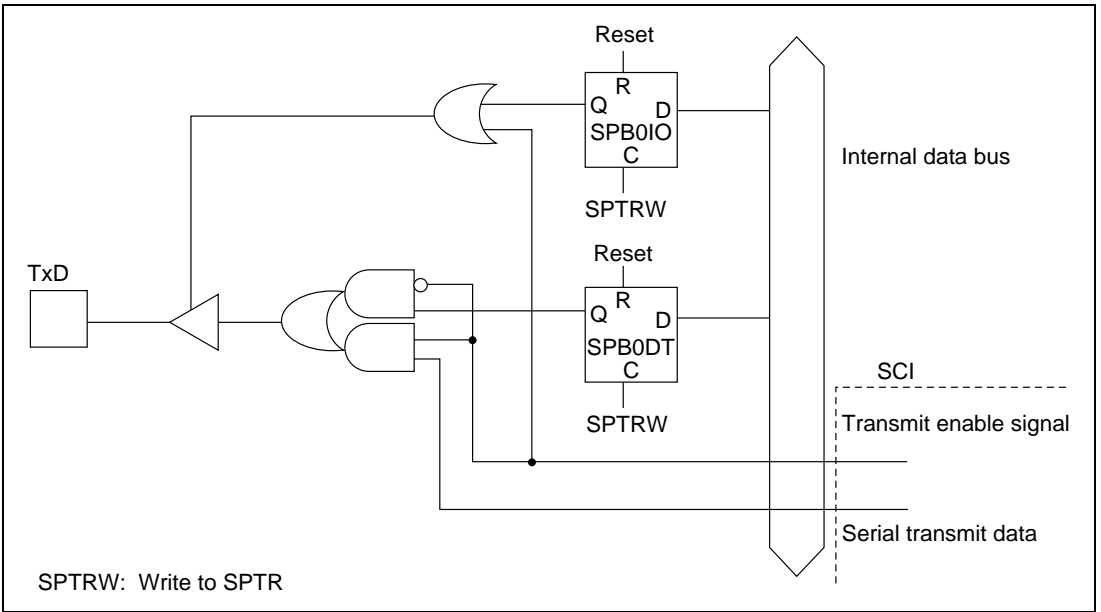 Reset
R
Q
D
SPB0IO
C
Internal data bus
SPTRW
Reset
TxD
R
Q
D
SPB0DT
C
SCI
SPTRW
Transmit enable signal
Serial transmit data
SPTRW: Write to SPTR